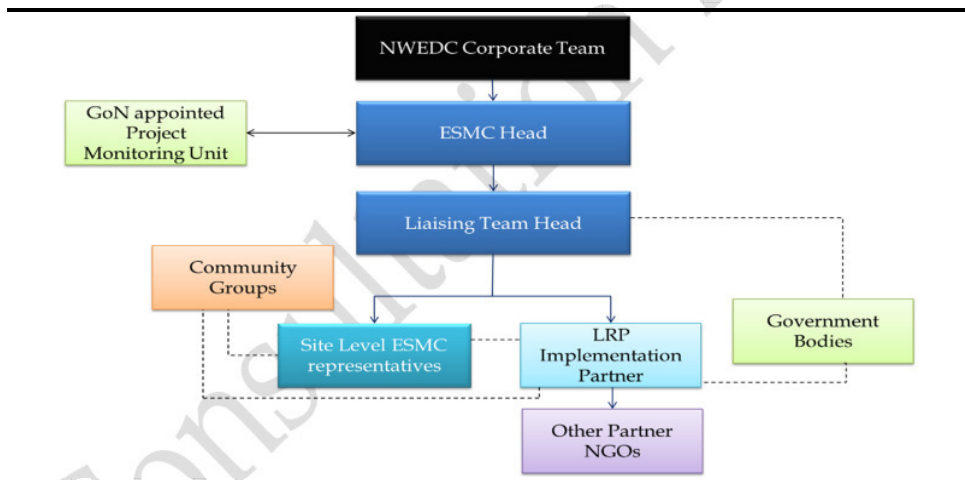 NWEDC Corporate Team
GoN appointed
Project
Monitoring Unit
ESMC Head
Liaising Team Head
Community
Groups
Site Level ESMC
representatives
LRP
Implementation
Partner
Government
Bodies
Other Partner
NGOs
Consultation